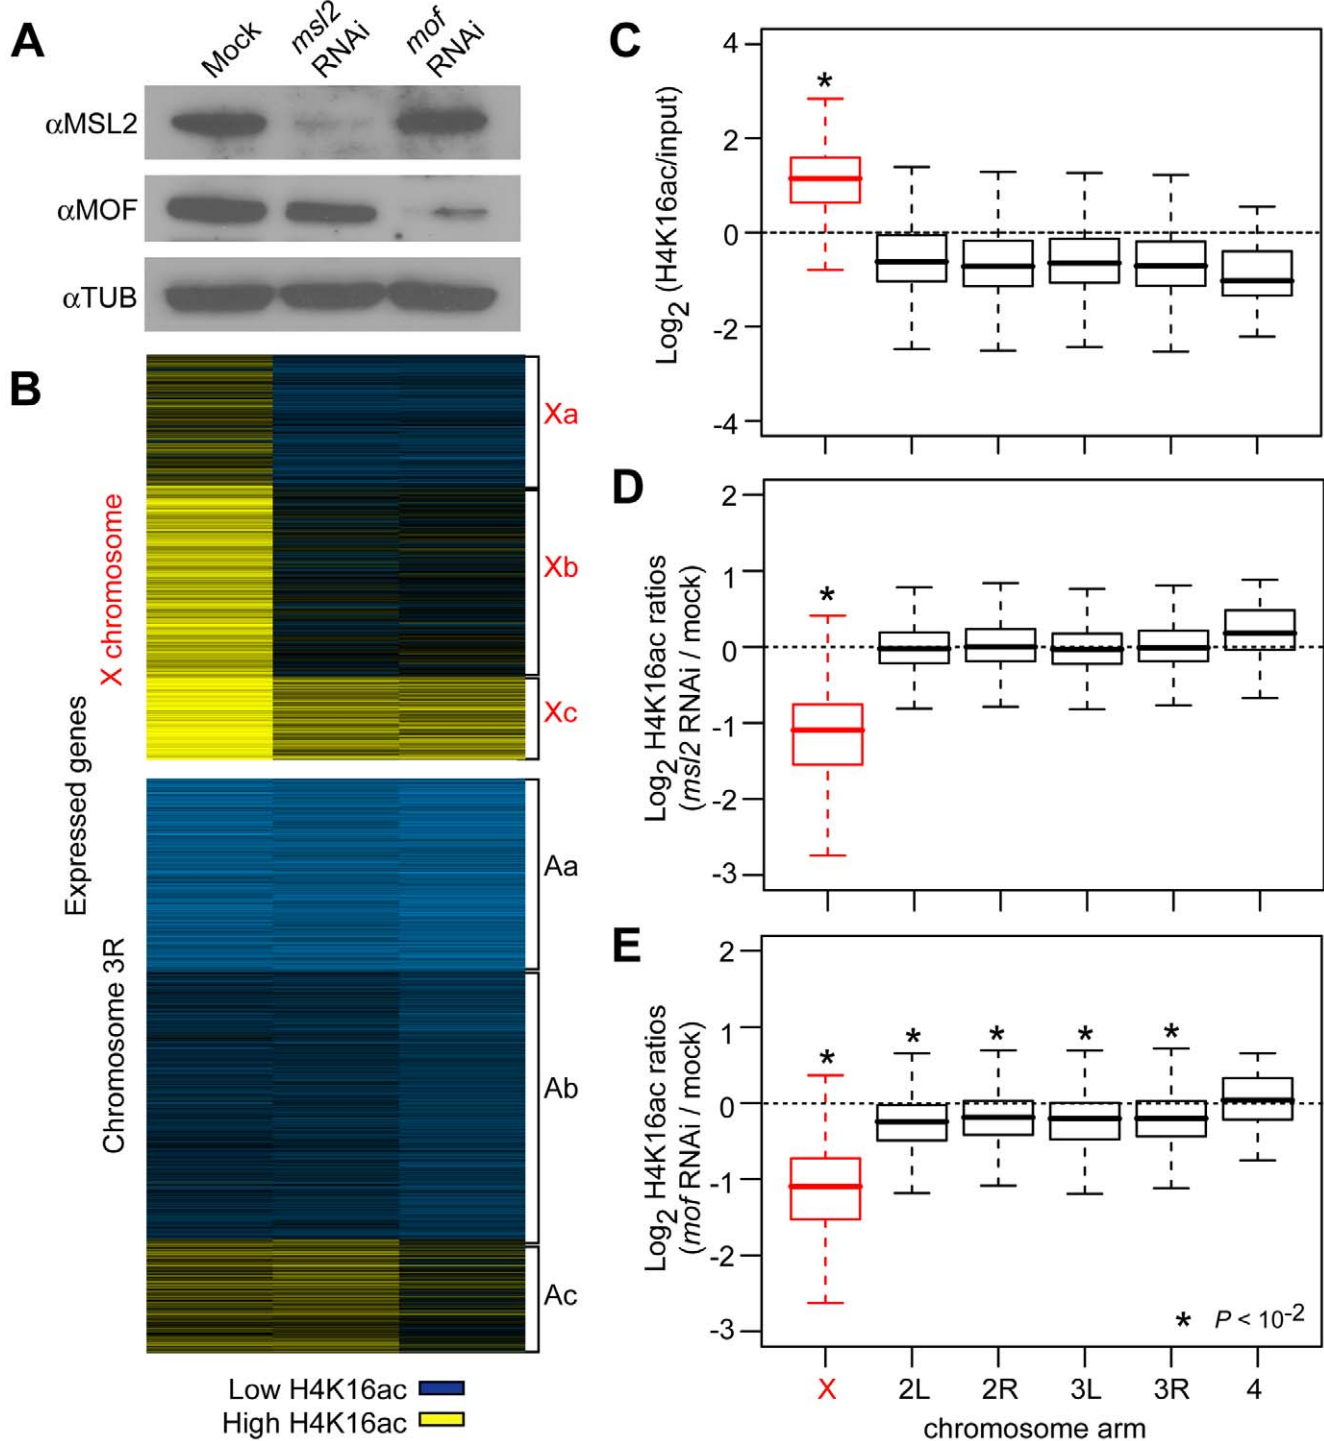 A
Mock
msl2
RNAi
mof
RNAi
αMSL2
αMOF
αTUB
B
Expressed genes
X chromosome
Chromosome 3R
Xa
Xb
Xc
Aa
Ab
Ac
Low H4K16ac
High H4K16ac
C
Log2 (H4K16ac/input)
4
2
0
-2
-4
*
D
Log2 H4K16ac ratios
(msl2 RNAi / mock)
2
1
0
-1
-2
-3
*
E
Log2 H4K16ac ratios
(mof RNAi / mock)
2
1
0
-1
-2
-3
* * * * *
* P < 10-2
X 2L 2R 3L 3R 4
chromosome arm